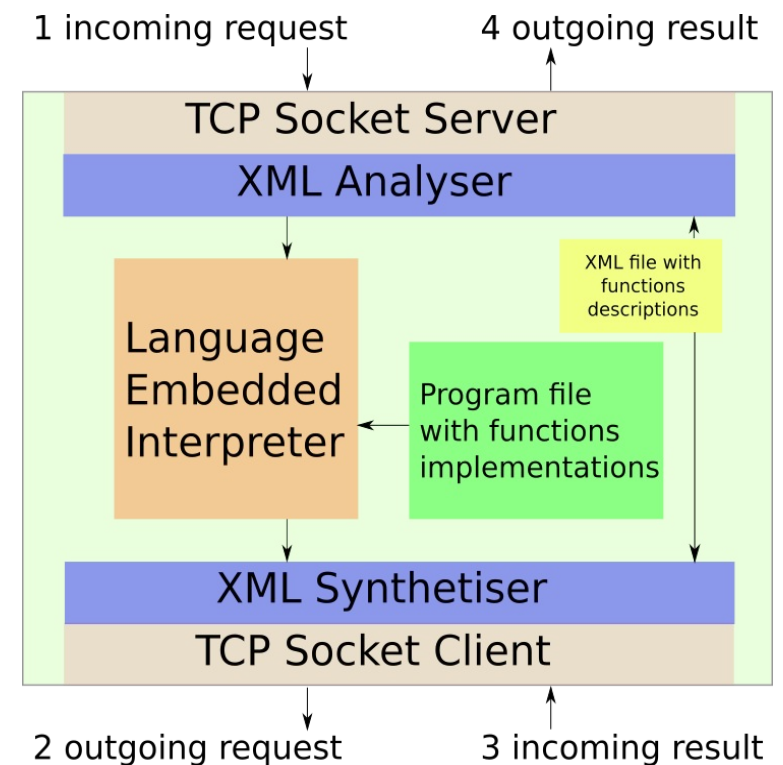 1 incoming request
4 outgoing result
TCP Socket Server
XML Analyser
XML file with
functions
descriptions
Language
Embedded
Interpreter
Program file
with functions
implementations
XML Synthetiser
TCP Socket Client
2 outgoing request
3 incoming result